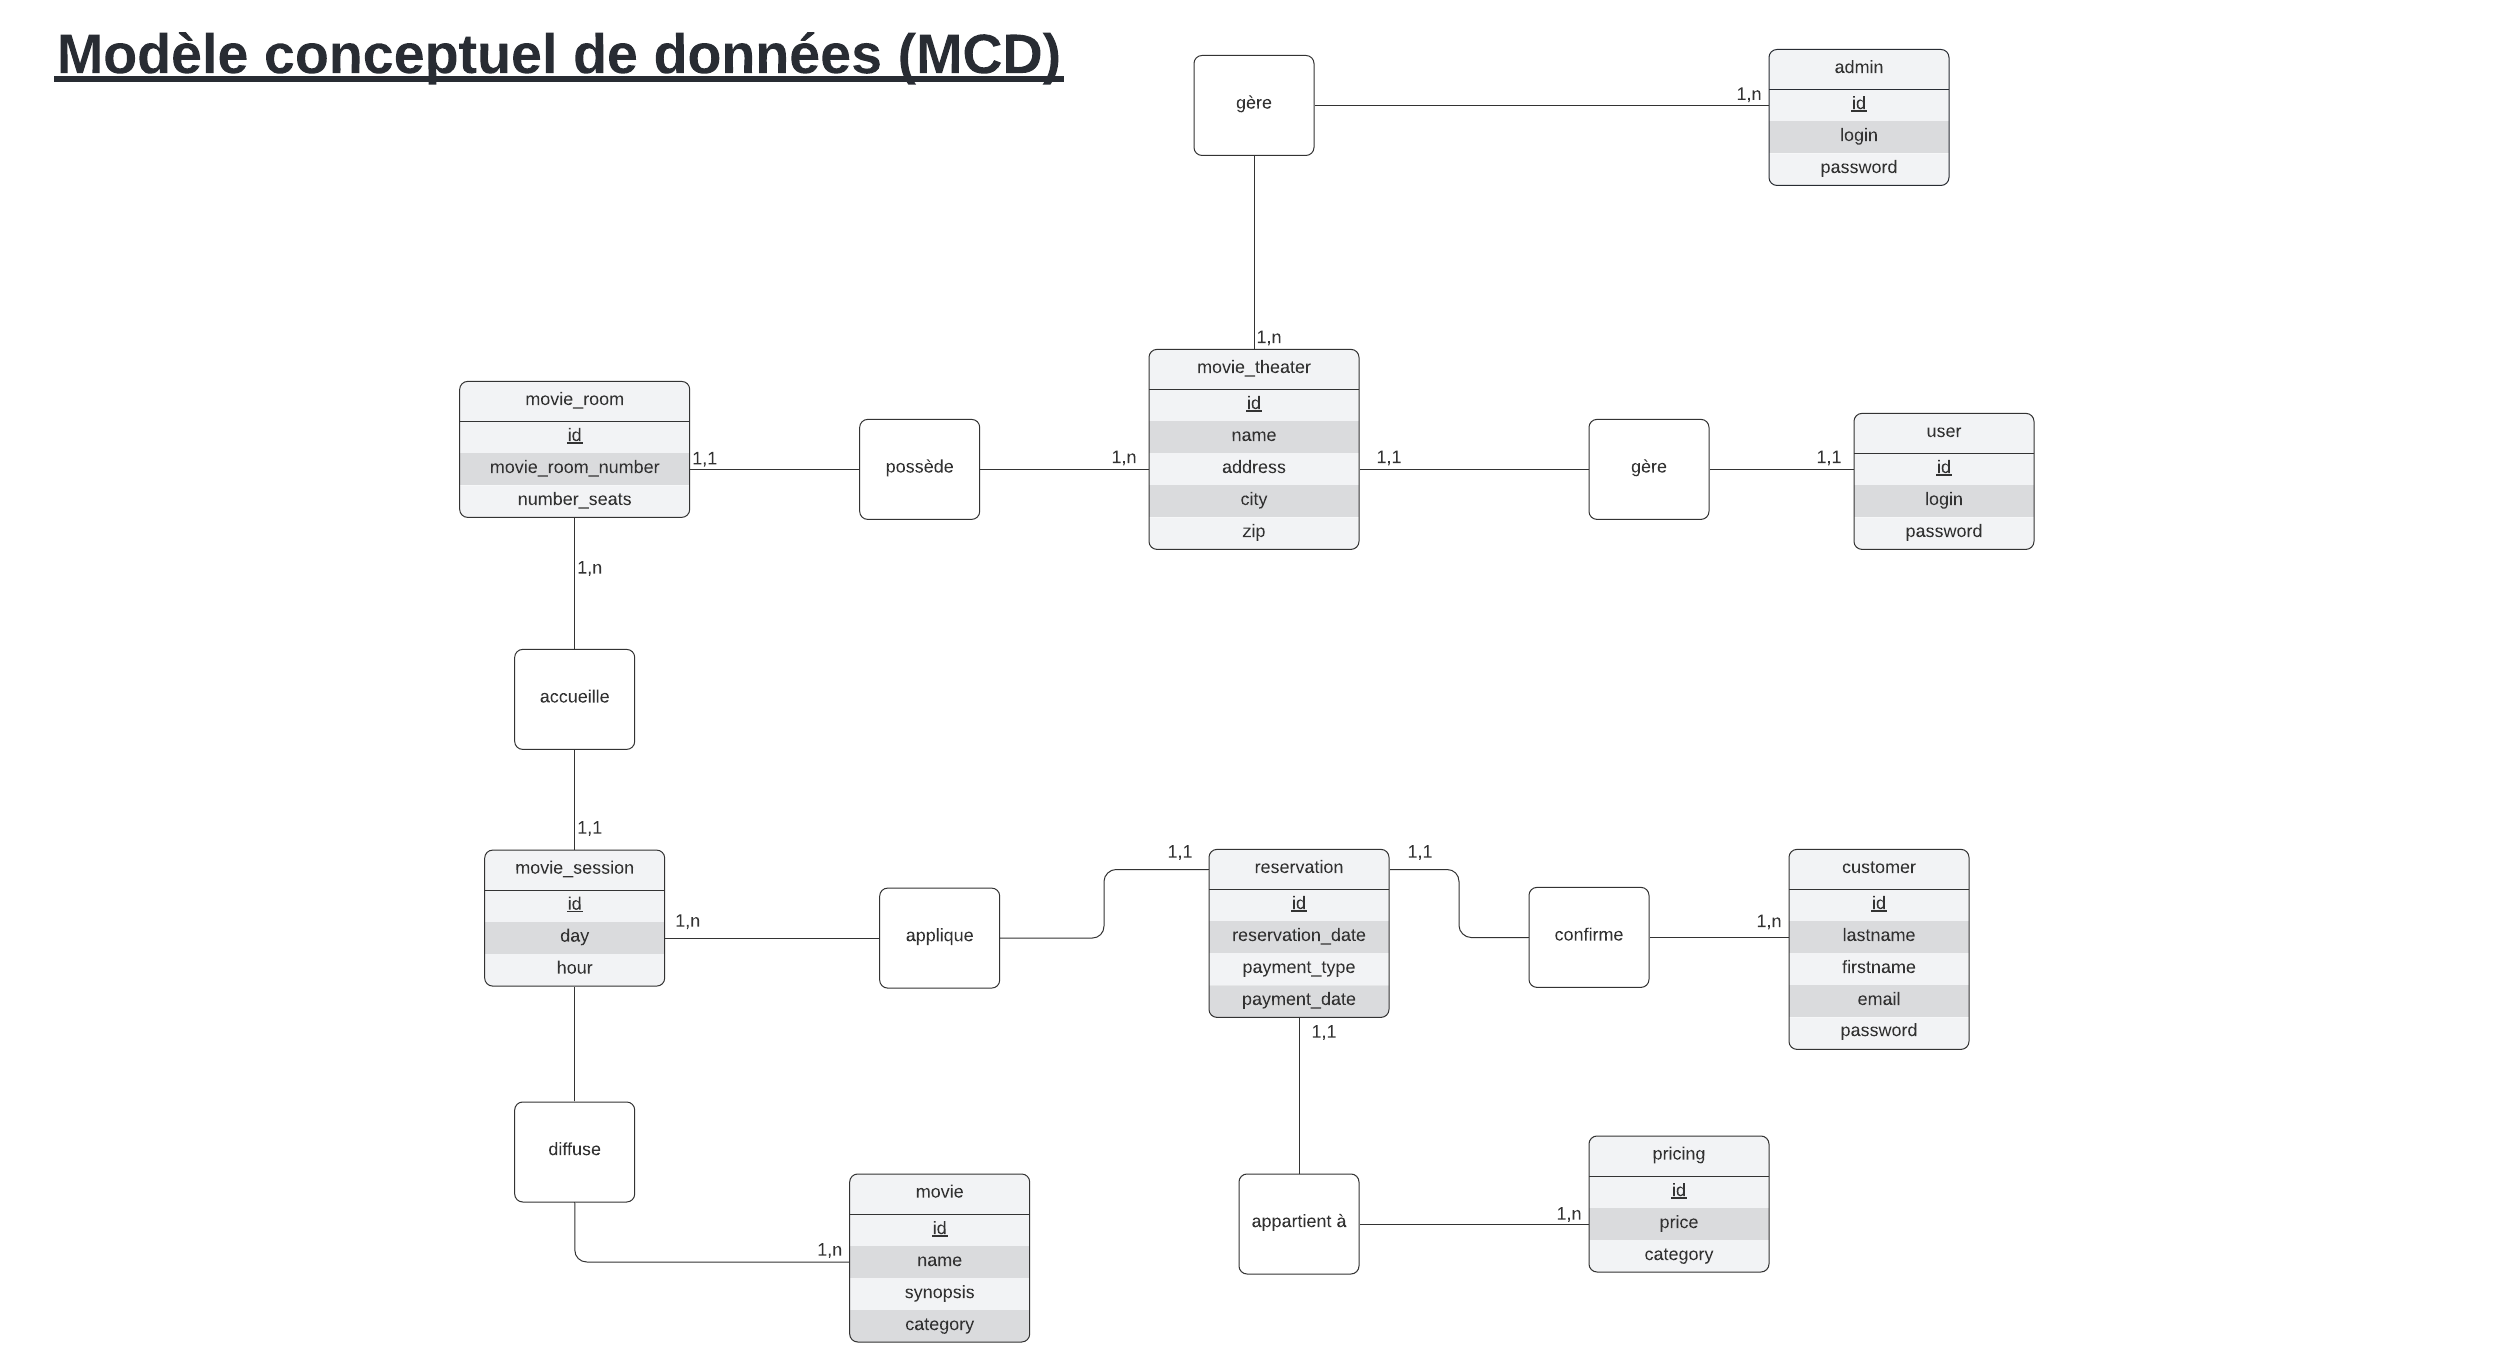 Modèle conceptuel de données (MCD)
gère
1,n
admin
id
login
password
1,n
movie_room
id
movie_room_number
number_seats
1,1
possède
1,n
movie_theater
id
name
address
city
zip
1,1
gère
1,1
user
id
login
password
1,n
accueille
1,1
movie_session
id
day
hour
1,n
applique
1,1
reservation
id
reservation_date
payment_type
payment_date
1,1
confirme
1,n
customer
id
lastname
firstname
email
password
1,1
diffuse
1,n
movie
id
name
synopsis
category
appartient à
1,n
pricing
id
price
category